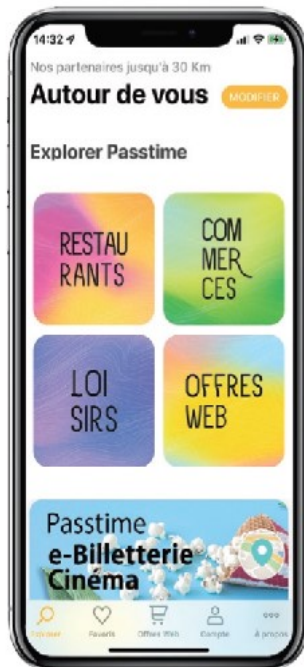 14:32
Nos partenaires jusqu'à 30 Km
Autour de vous
MODIFIER
Explorer Passtime
RESTAU
RANTS
COM
MER
CES
LOI
SIRS
OFFRES
WEB
Passtime
e-Billetterie
Cinéma
Explorer
Favoris
Offres Web
Compte
À propos